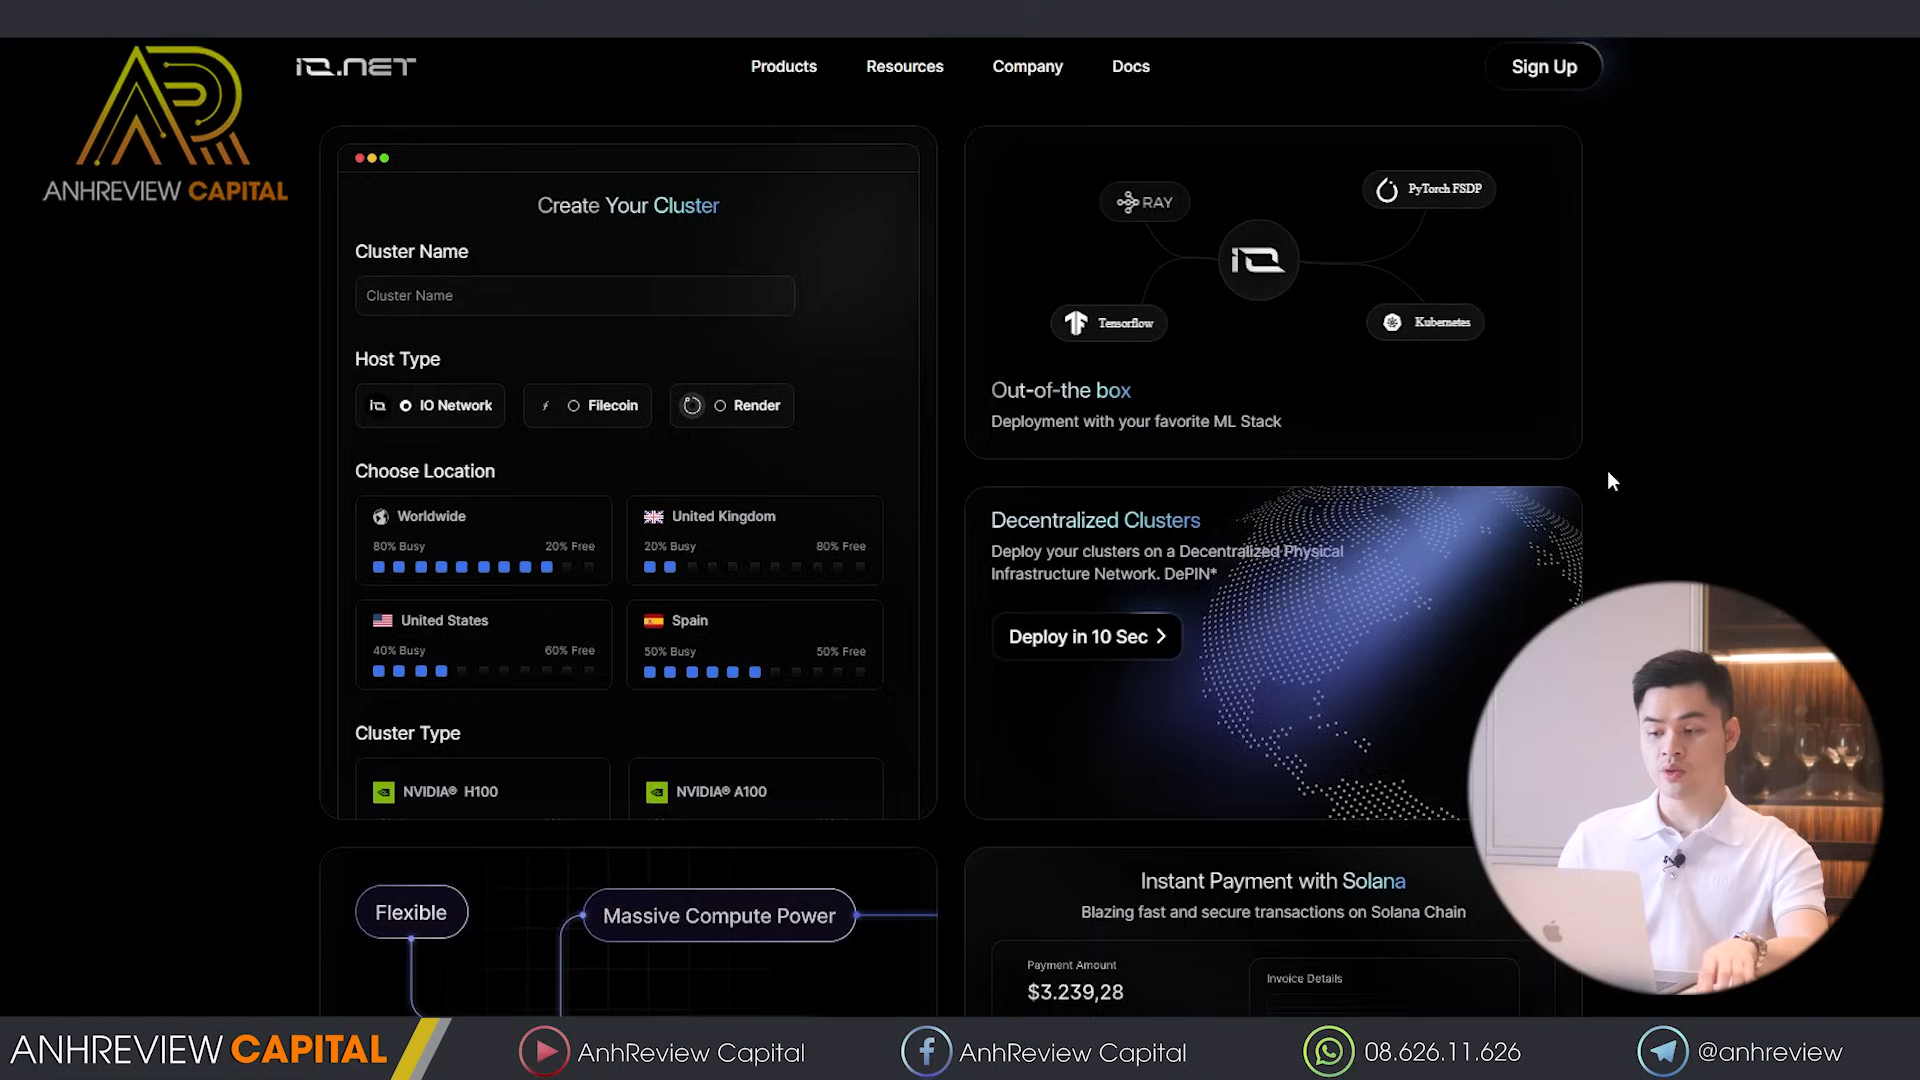 ANHREVIEW CAPITAL
iO.NET
Products
Resources
Company
Docs
Sign Up
Create Your Cluster
Cluster Name
Cluster Name
Host Type
IO Network
Filecoin
Render
Choose Location
Worldwide
80% Busy
20% Free
United Kingdom
20% Busy
80% Free
United States
40% Busy
60% Free
Spain
50% Busy
50% Free
Cluster Type
NVIDIA® H100
NVIDIA® A100
RAY
PyTorch FSDP
iO
Tensorflow
Kubernetes
Out-of-the box
Deployment with your favorite ML Stack
Decentralized Clusters
Deploy your clusters on a Decentralized Physical
Infrastructure Network. DePIN*
Deploy in 10 Sec
Flexible
Massive Compute Power
Instant Payment with Solana
Blazing fast and secure transactions on Solana Chain
Payment Amount
$3.239,28
Invoice Details
ANHREVIEW CAPITAL
AnhReview Capital
AnhReview Capital
08.626.11.626
@anhreview